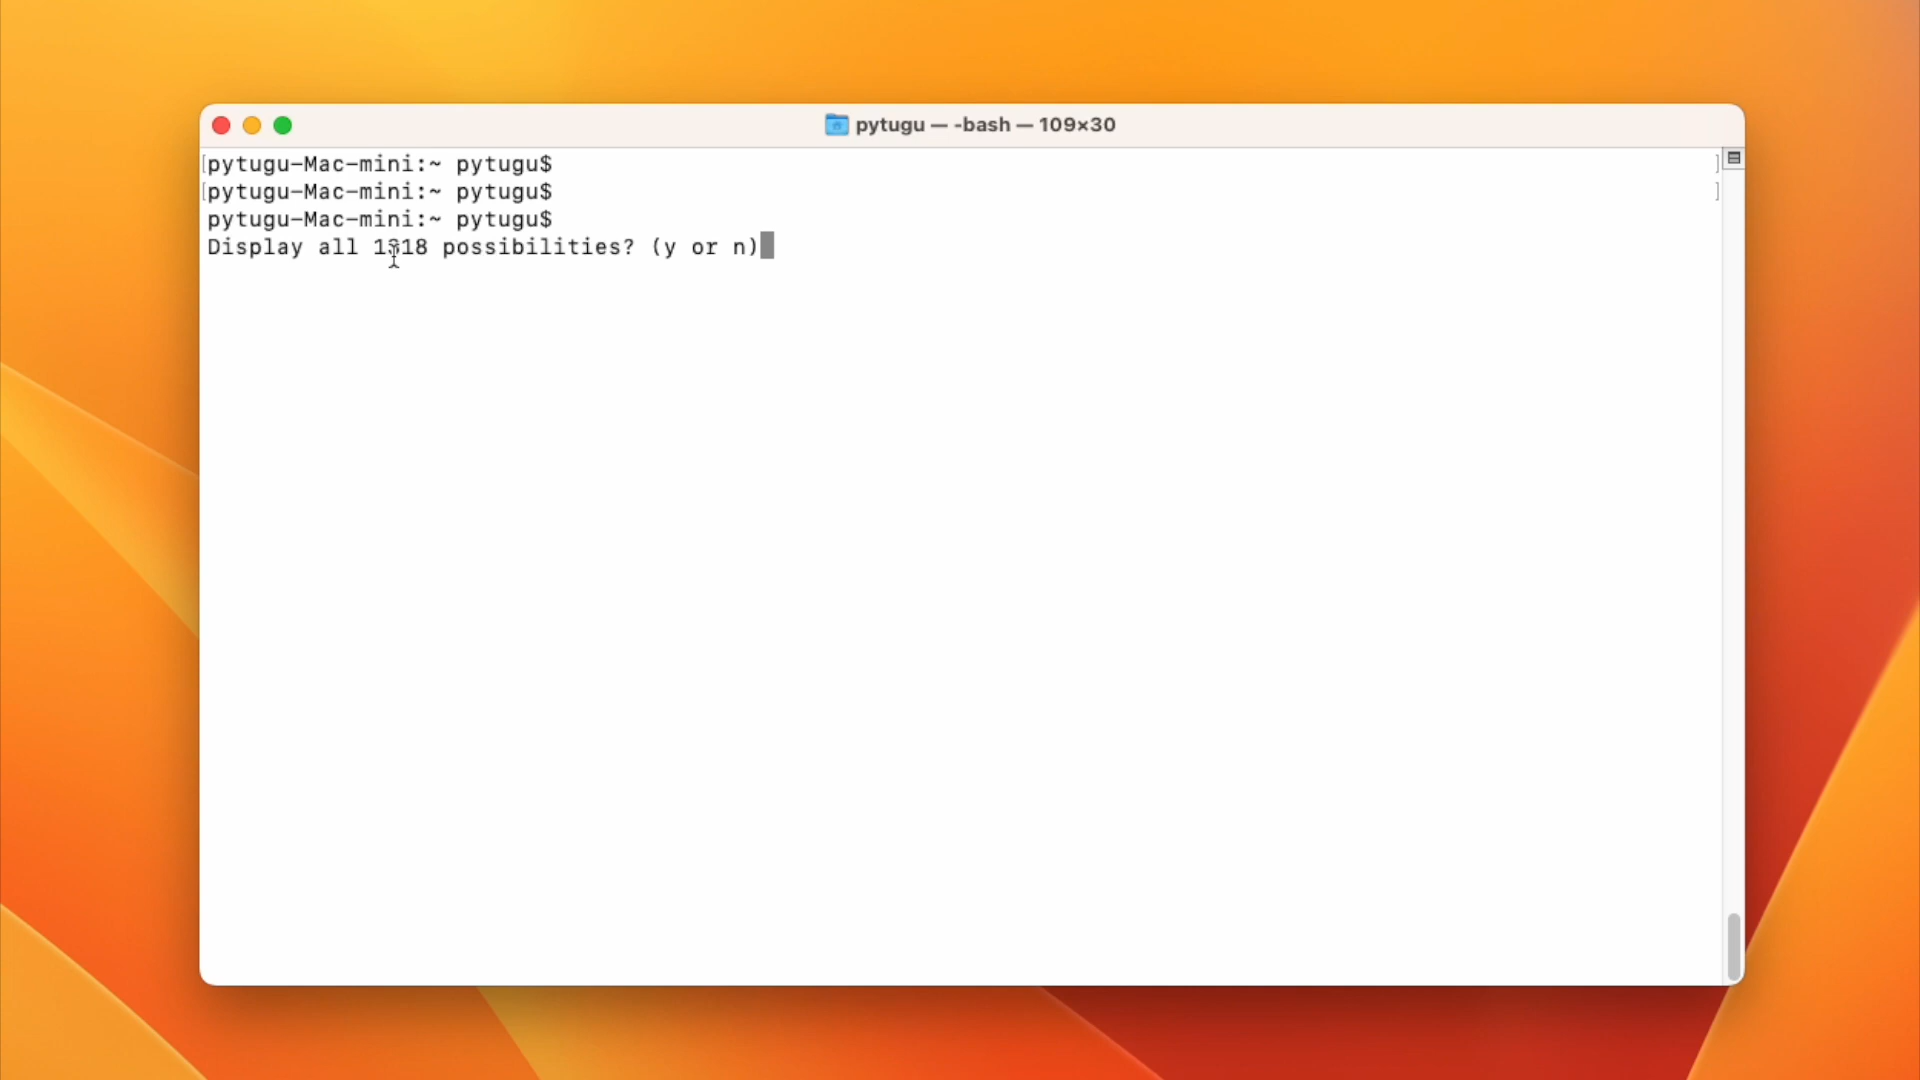 pytugu — -bash — 109×30
[pytugu-Mac-mini:~ pytugu$ ]
[pytugu-Mac-mini:~ pytugu$ ]
pytugu-Mac-mini:~ pytugu$
Display all 1318 possibilities? (y or n)